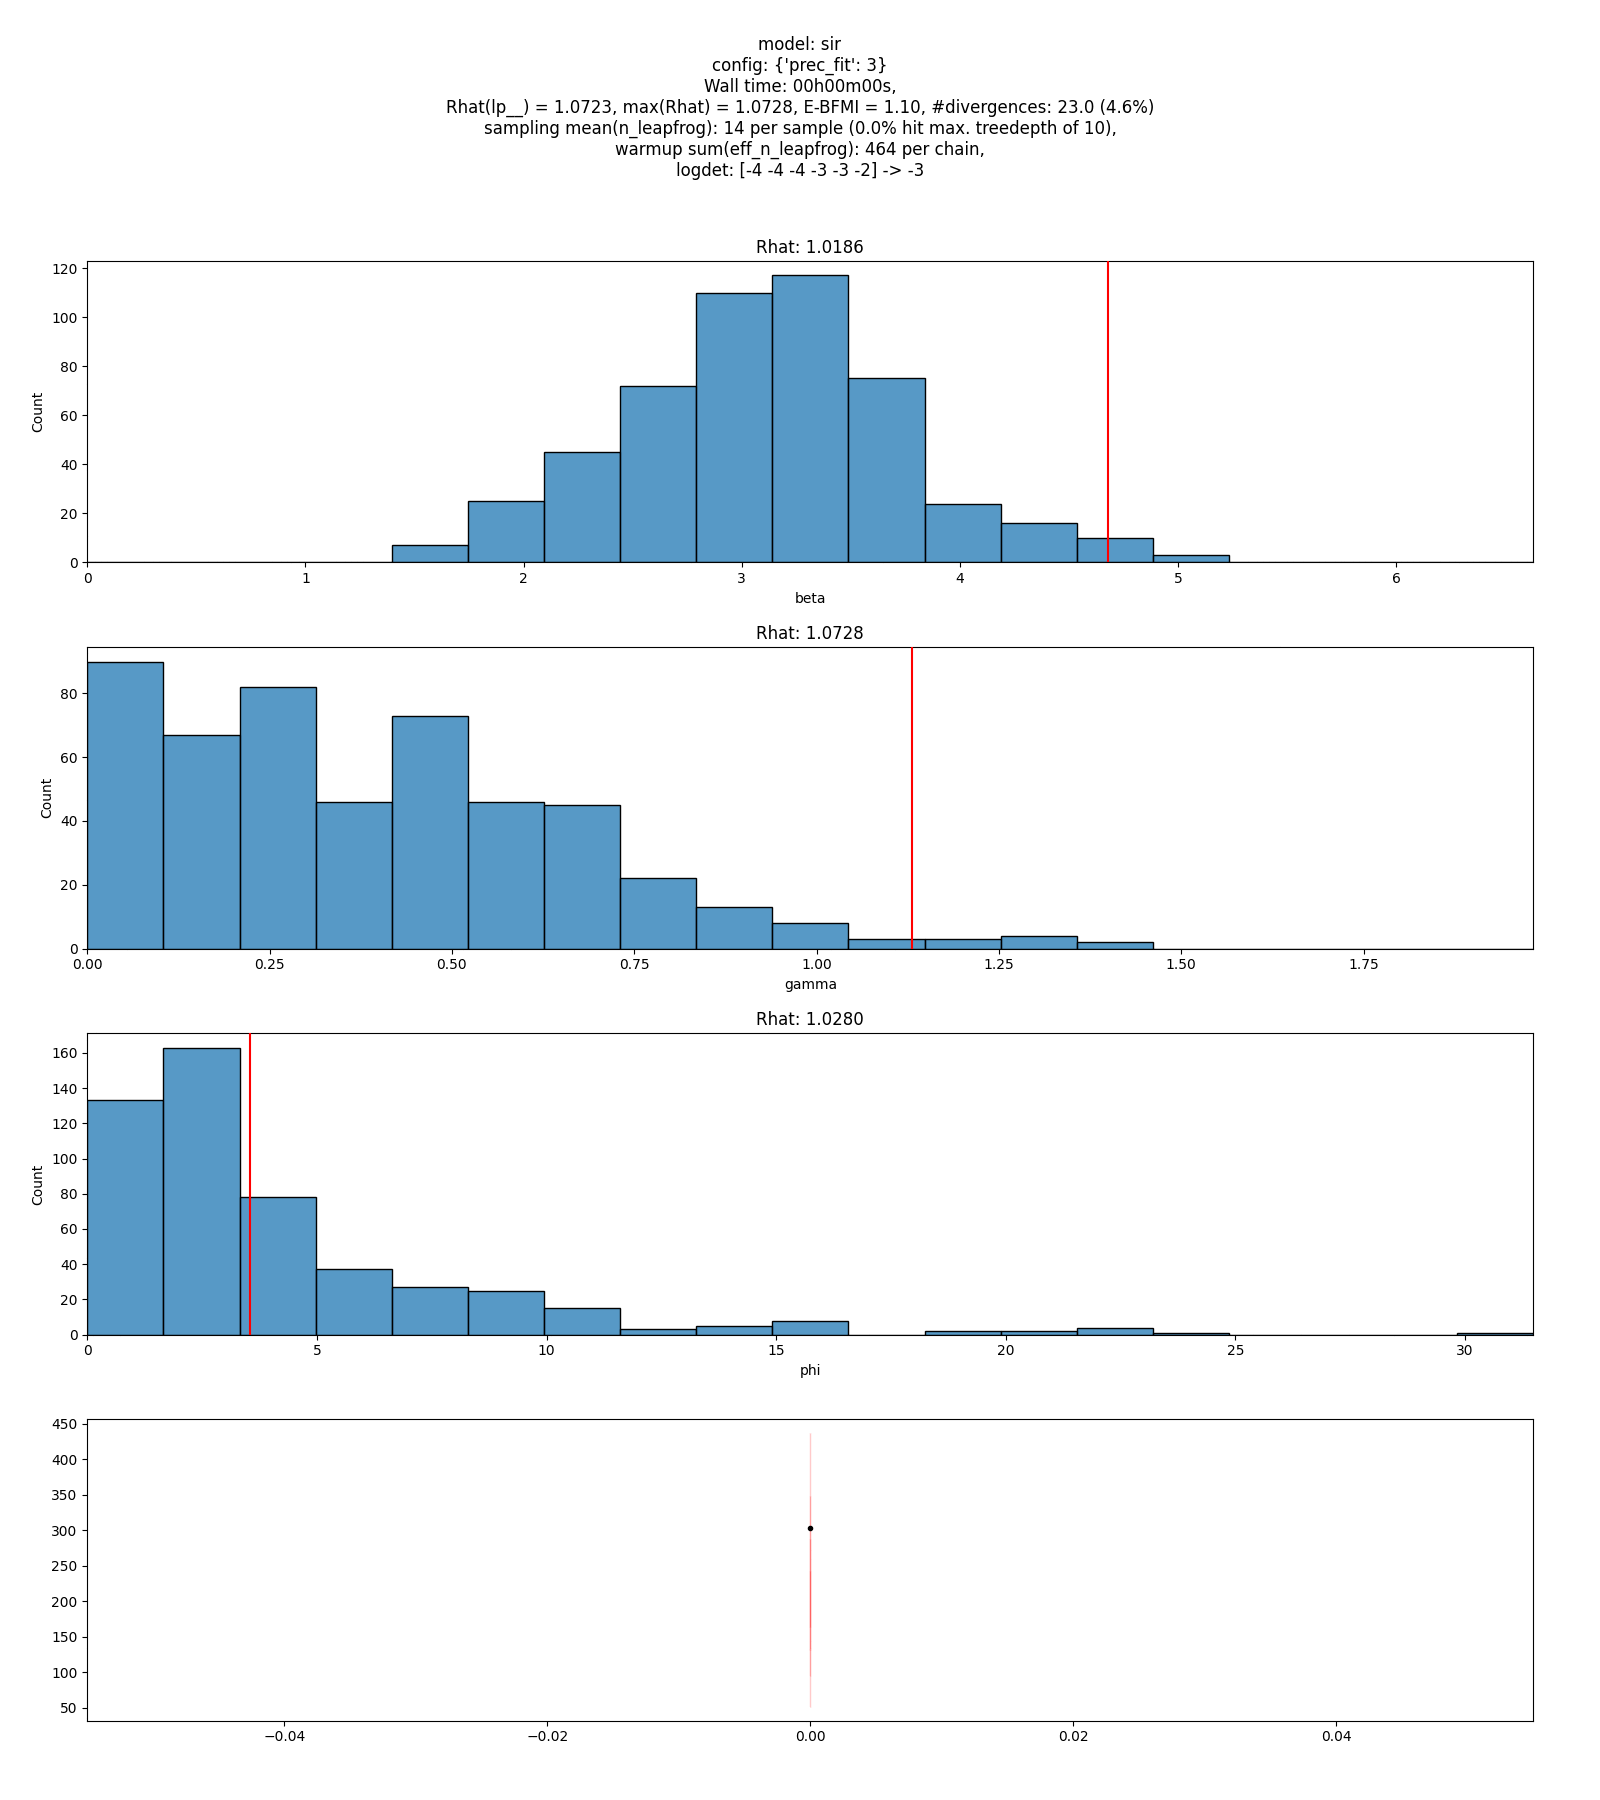 model: sir
config: {'prec_fit': 3}
Wall time: 00h00m00s,
Rhat(lp__) = 1.0723, max(Rhat) = 1.0728, E-BFMI = 1.10, #divergences: 23.0 (4.6%)
sampling mean(n_leapfrog): 14 per sample (0.0% hit max. treedepth of 10),
warmup sum(eff_n_leapfrog): 464 per chain,
logdet: [-4 -4 -4 -3 -3 -2] -> -3
Rhat: 1.0186
120
100
80
60
40
20
0
Count
0 1 2 3 4 5 6
beta
Rhat: 1.0728
80
60
40
20
0
Count
0.00 0.25 0.50 0.75 1.00 1.25 1.50 1.75
gamma
Rhat: 1.0280
160
140
120
100
80
60
40
20
0
Count
0 5 10 15 20 25 30
phi
450
400
350
300
250
200
150
100
50
−0.04 −0.02 0.00 0.02 0.04